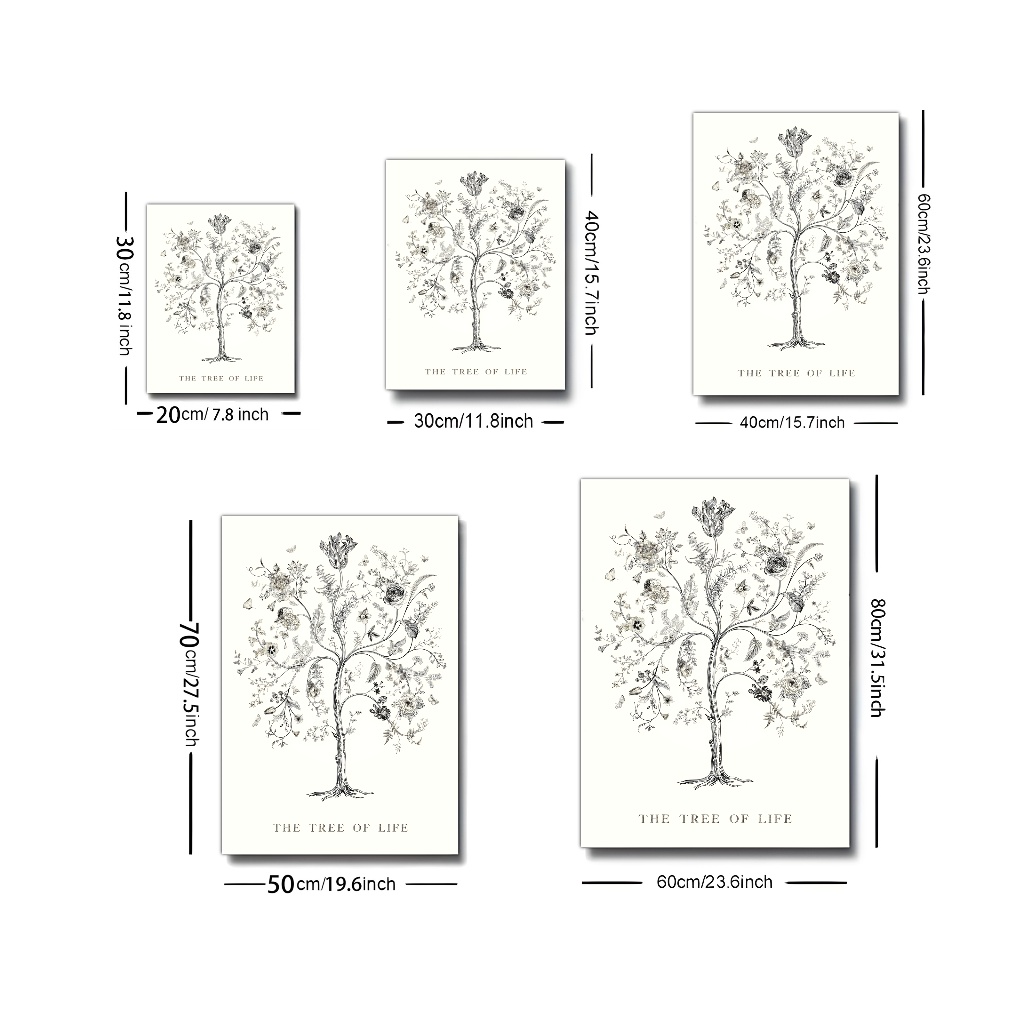 30cm/11.8 inch
THE TREE OF LIFE
20cm/ 7.8 inch
40cm/15.7inch
THE TREE OF LIFE
30cm/11.8inch
60cm/23.6inch
THE TREE OF LIFE
40cm/15.7inch
70cm/27.5inch
THE TREE OF LIFE
50cm/19.6inch
80cm/31.5inch
THE TREE OF LIFE
60cm/23.6inch